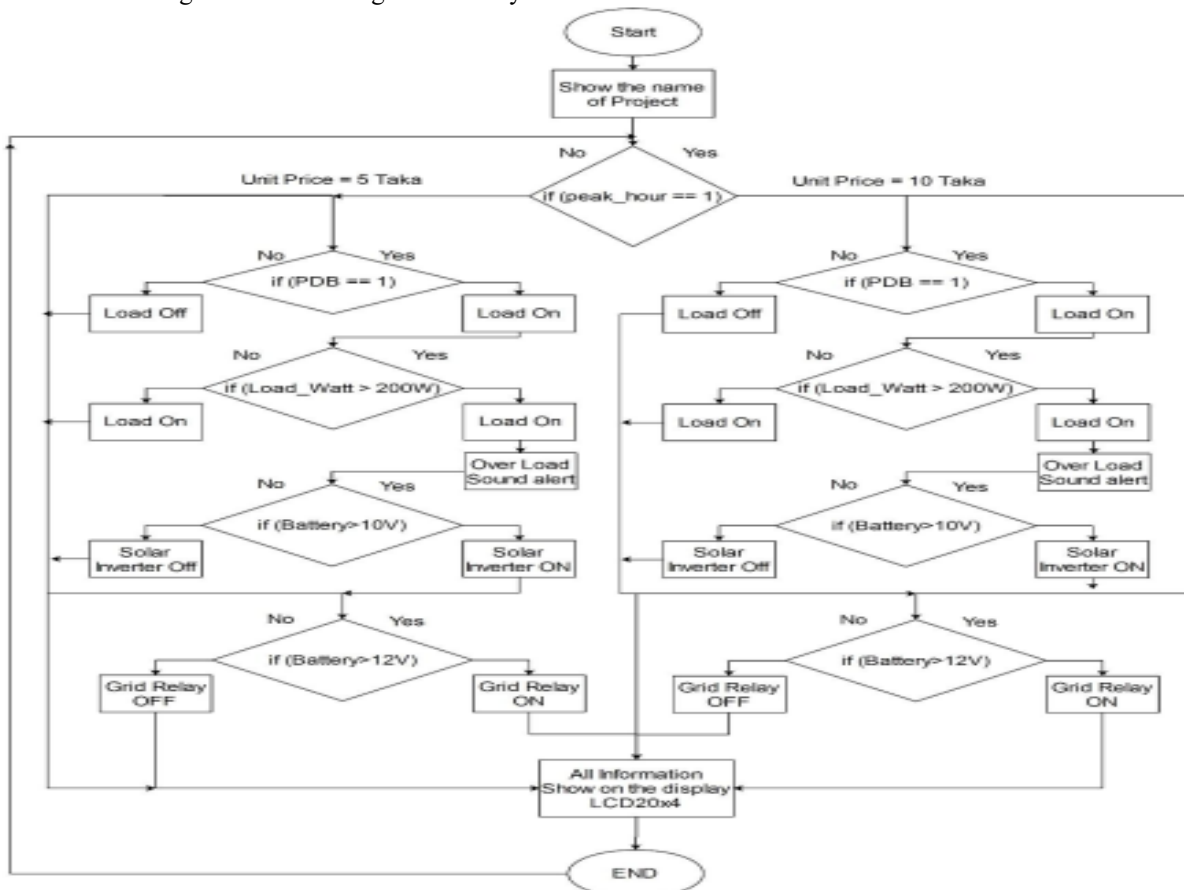 Start
Show the name
of Project
No Yes
Unit Price = 5 Taka
if (peak_hour == 1)
Unit Price = 10 Taka
No Yes
if (PDB == 1)
Load Off
Load On
No Yes
if (Load_Watt > 200W)
Load On
Load On
Over Load
Sound alert
No Yes
if (Battery>10V)
Solar
Inverter Off
Solar
Inverter ON
No Yes
if (Battery>12V)
Grid Relay
OFF
Grid Relay
ON
No Yes
if (PDB == 1)
Load Off
Load On
No Yes
if (Load_Watt > 200W)
Load On
Load On
Over Load
Sound alert
No Yes
if (Battery>10V)
Solar
Inverter Off
Solar
Inverter ON
No Yes
if (Battery>12V)
Grid Relay
OFF
Grid Relay
ON
All Information
Show on the display
LCD20x4
END